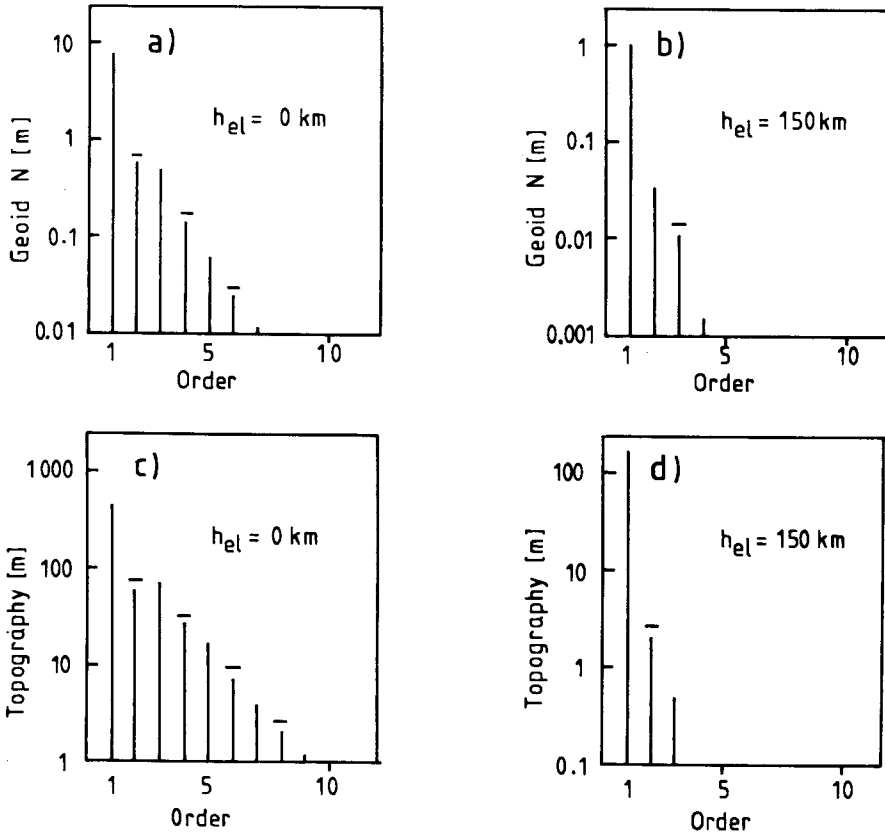 a)
10
1
0.1
0.01
Geoid N [m]
h_el = 0 km
1
5
10
Order
b)
1
0.1
0.01
0.001
Geoid N [m]
h_el = 150 km
1
5
10
Order
c)
1000
100
10
1
Topography [m]
h_el = 0 km
1
5
10
Order
d)
100
10
1
0.1
Topography [m]
h_el = 150 km
1
5
10
Order